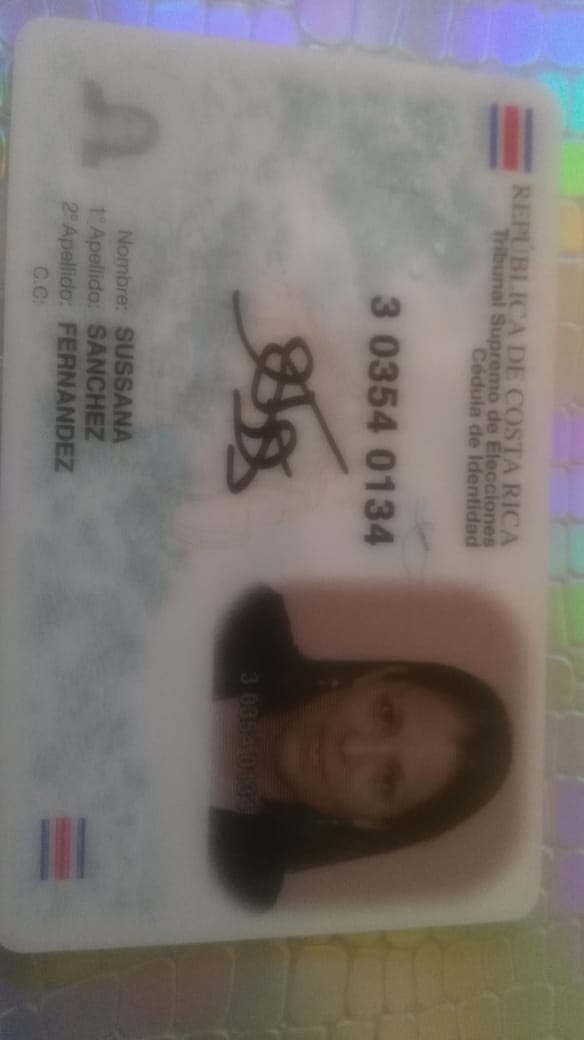 REPÚBLICA DE COSTA RICA
Tribunal Supremo de Elecciones
Cédula de Identidad
3 0354 0134
3 0354 0134
Nombre: SUSSANA
1° Apellido: SANCHEZ
2° Apellido: FERNANDEZ
C.C: